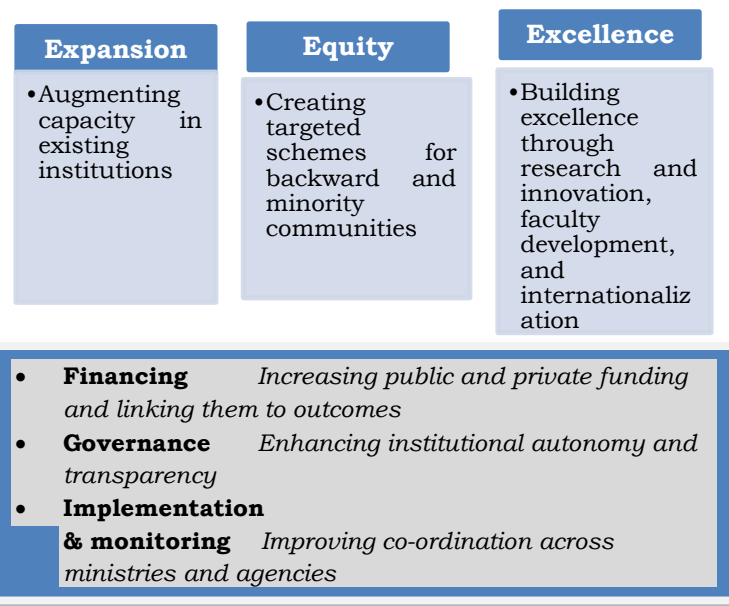 Expansion
•Augmenting
capacity in
existing
institutions
Equity
•Creating
targeted
schemes for
backward and
minority
communities
Excellence
•Building
excellence
through
research and
innovation,
faculty
development,
and
internationaliz
ation
• Financing Increasing public and private funding
and linking them to outcomes
• Governance Enhancing institutional autonomy and
transparency
• Implementation
& monitoring Improving co-ordination across
ministries and agencies